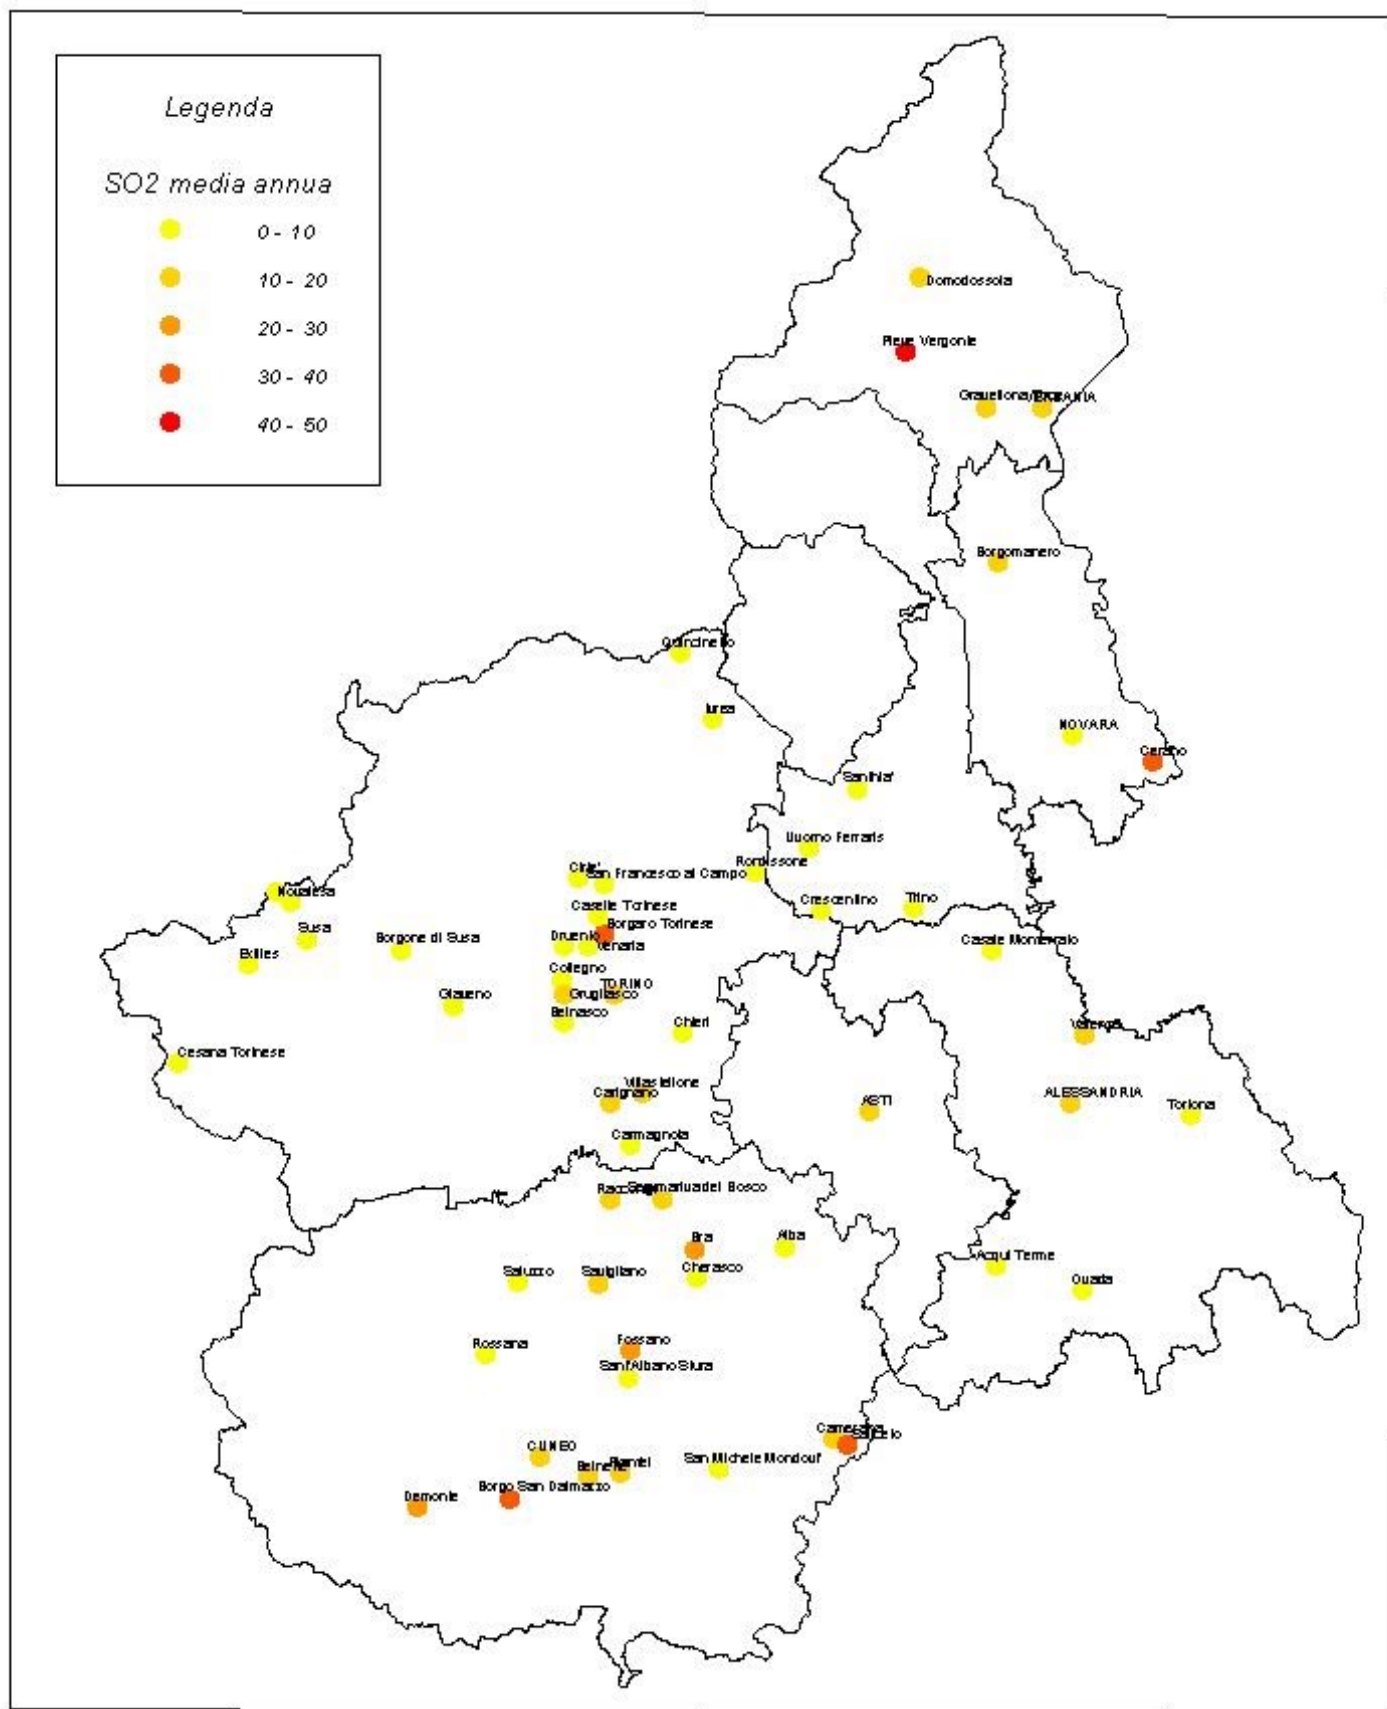 Legenda
SO2 media annua
0 - 10
10 - 20
20 - 30
30 - 40
40 - 50
Domodossola
Pieve Vergonte
Borgomanero
Quincinetto
Ivrea
NOVARA
Cerano
Santhia'
Uuomo Ferraris
Rondissone
Cirie'
San Francesco al Campo
Novalesa
Crescentino
Trino
Caselle Torinese
Borgaro Torinese
Susa
Borgone di Susa
Druento
Venaria
Casale Monferrato
Exilles
Collegno
TORINO
Grugliasco
Giaveno
Beinasco
Chieri
Valenza
Cesana Torinese
Villastellone
Carignano
ASTI
ALESSANDRIA
Tortona
Carmagnola
Bra
Alba
Acqui Terme
Saluzzo
Savigliano
Cherasco
Ovada
Rossana
Fossano
Sant'Albano Stura
CUNEO
San Michele Mondovi'
Borgo San Dalmazzo
Demonte